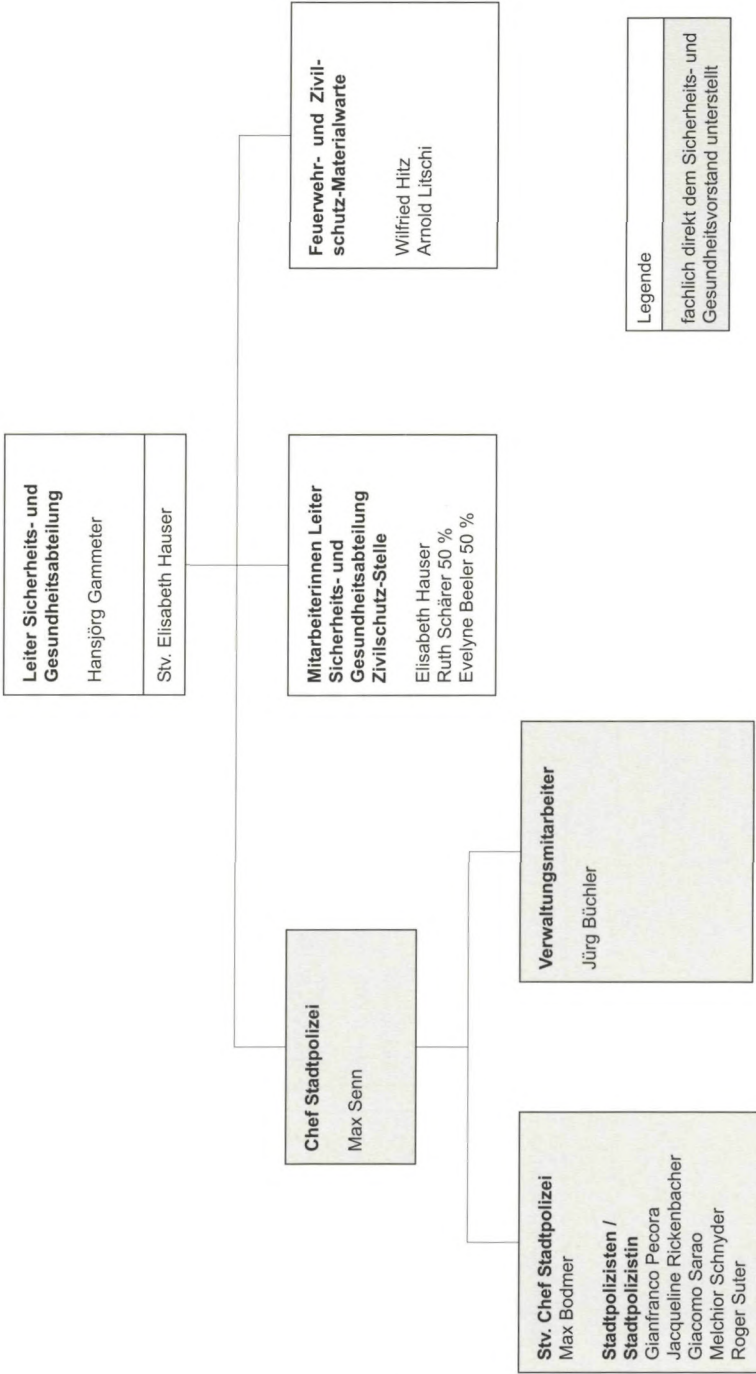 Leiter Sicherheits- und
Gesundheitsabteilung
Hansjörg Gammeter
Stv. Elisabeth Hauser
Chef Stadtpolizei
Max Senn
Mitarbeiterinnen Leiter
Sicherheits- und
Gesundheitsabteilung
Zivilschutz-Stelle
Elisabeth Hauser
Ruth Schärer 50 %
Evelyne Beeler 50 %
Feuerwehr- und Zivil-
schutz-Materialwarte
Wilfried Hitz
Arnold Litschi
Stv. Chef Stadtpolizei
Max Bodmer
Stadtpolizisten /
Stadtpolizistin
Gianfranco Pecora
Jacqueline Rickenbacher
Giacomo Sarao
Melchior Schnyder
Roger Suter
Verwaltungsmitarbeiter
Jürg Büchler
Legende
fachlich direkt dem Sicherheits- und
Gesundheitsvorstand unterstellt